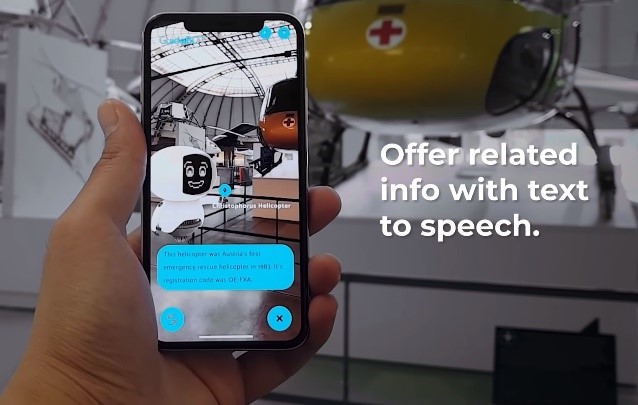 Offer related
info with text
to speech.
Christophorus Helicopter
This helicopter was Austria's first
emergency rescue helicopter in 1983. It's
registration code was OE-FXA.